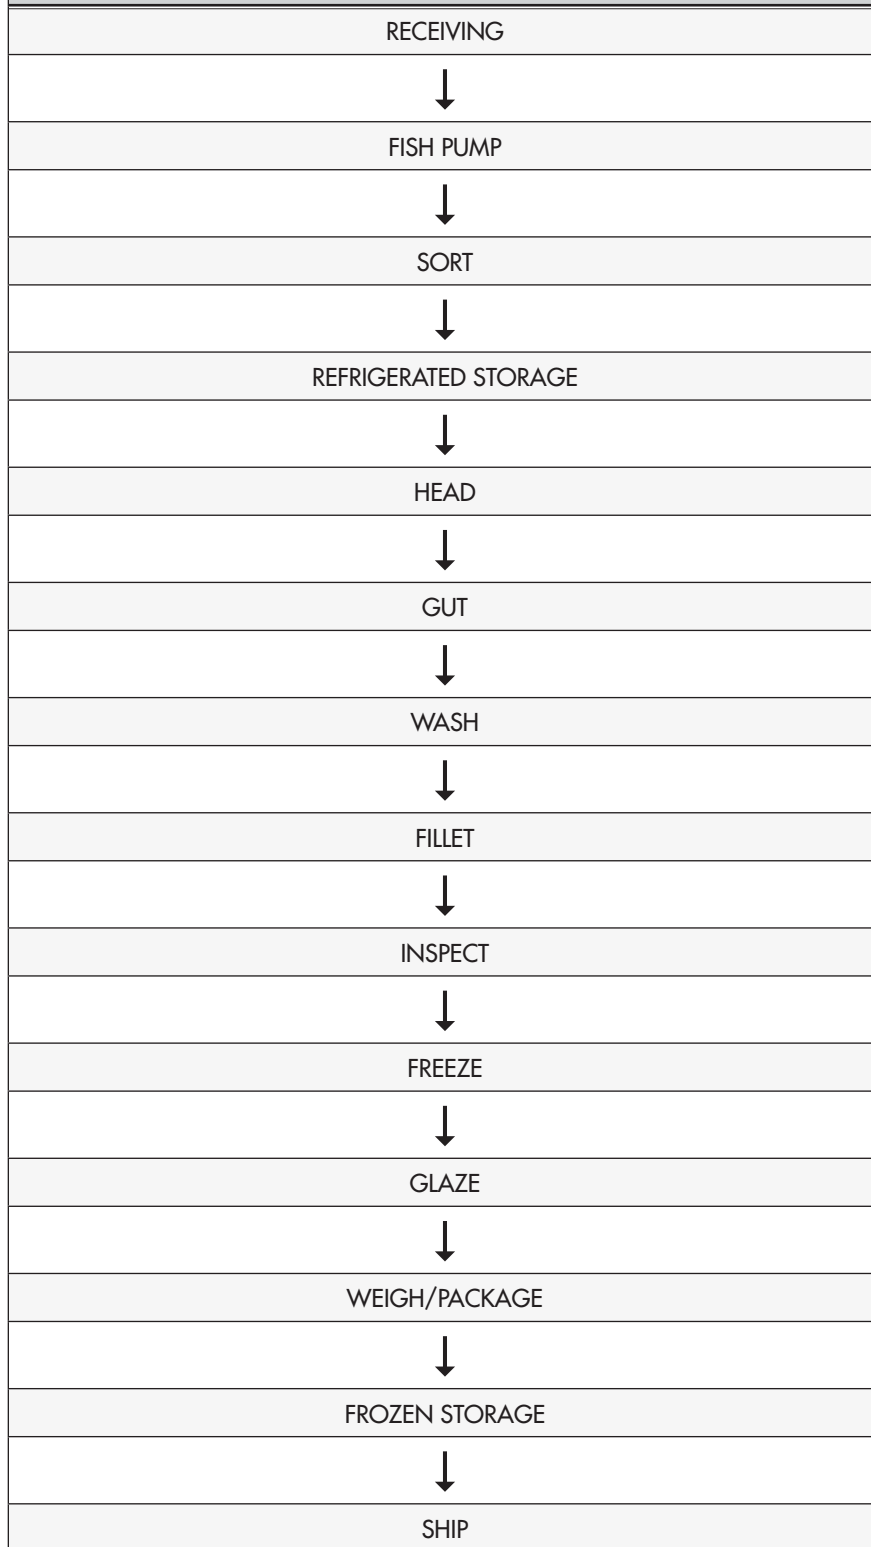 RECEIVING
FISH PUMP
SORT
REFRIGERATED STORAGE
HEAD
GUT
WASH
FILLET
INSPECT
FREEZE
GLAZE
WEIGH/PACKAGE
FROZEN STORAGE
SHIP